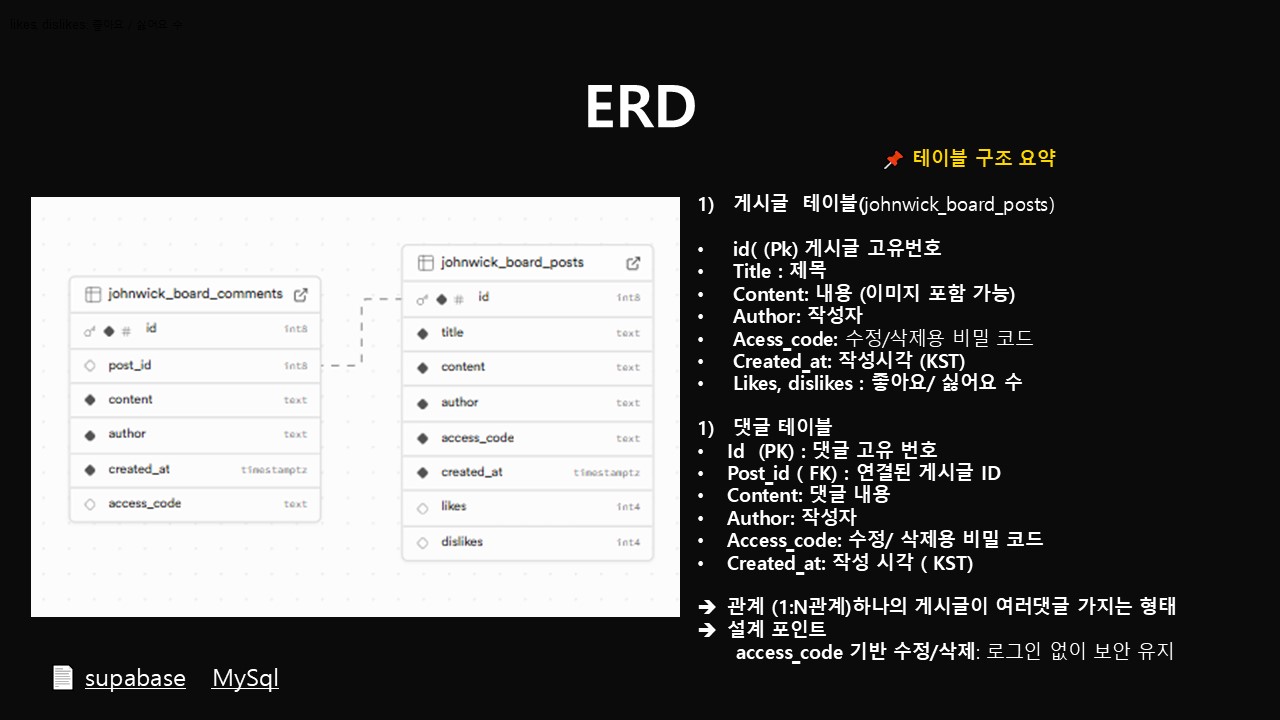 likes dislikes: 좋아요 / 싫어요 수
ERD
📌 테이블 구조 요약
johnwick_board_comments
id int8
post_id int8
content text
author text
created_at timestamptz
access_code text
johnwick_board_posts
# id int8
title text
content text
author text
access_code text
created_at timestamptz
likes int4
dislikes int4
1) 게시글 테이블(johnwick_board_posts)
• id( (Pk) 게시글 고유번호
• Title : 제목
• Content: 내용 (이미지 포함 가능)
• Author: 작성자
• Acess_code: 수정/삭제용 비밀 코드
• Created_at: 작성시각 (KST)
• Likes, dislikes : 좋아요/ 싫어요 수
1) 댓글 테이블
• Id (PK) : 댓글 고유 번호
• Post_id ( FK) : 연결된 게시글 ID
• Content: 댓글 내용
• Author: 작성자
• Access_code: 수정/ 삭제용 비밀 코드
• Created_at: 작성 시각 ( KST)
➔ 관계 (1:N관계)하나의 게시글이 여러댓글 가지는 형태
➔ 설계 포인트
access_code 기반 수정/삭제: 로그인 없이 보안 유지
📄 supabase MySql